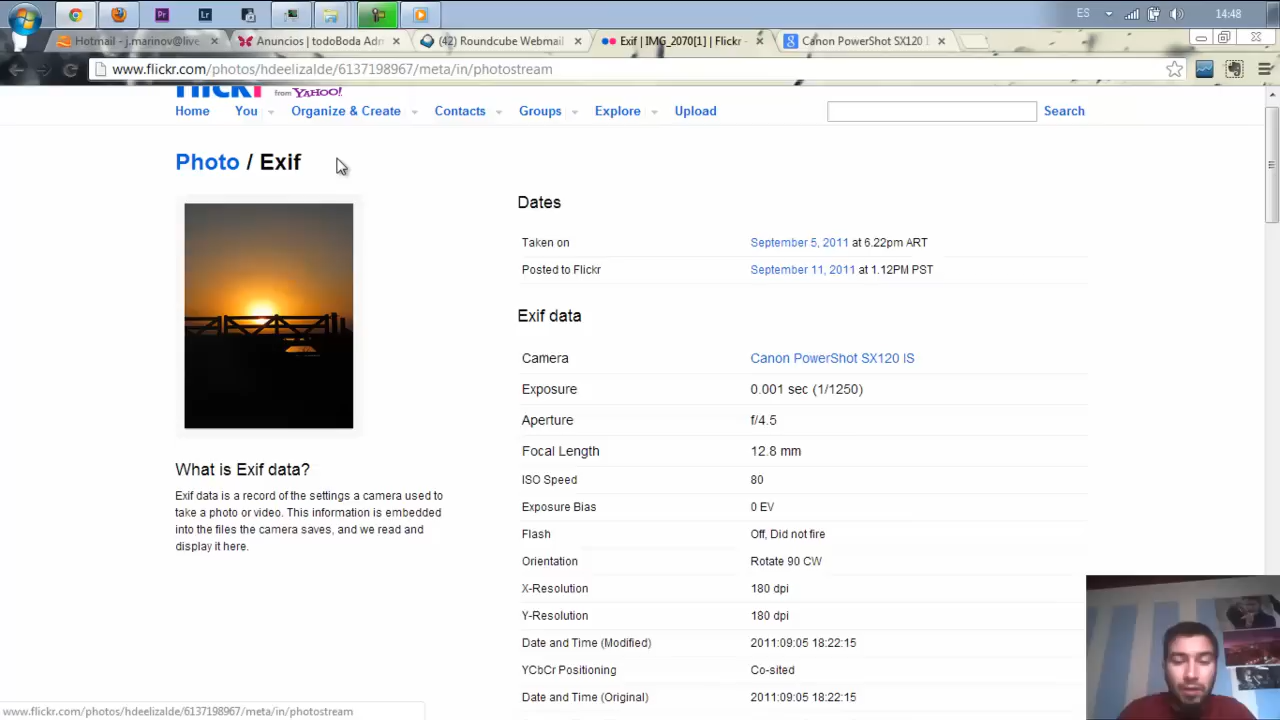 ES
14:48
Hotmail - j.marinov@live
Anuncios | todoBoda Adn
(42) Roundcube Webmail
Exif | IMG_2070[1] | Flickr -
Canon PowerShot SX120 I
www.flickr.com/photos/hdeelizalde/6137198967/meta/in/photostream
flickr
from YAHOO!
Home
You
Organize & Create
Contacts
Groups
Explore
Upload
Search
Photo / Exif
Dates
Taken on September 5, 2011 at 6.22pm ART
Posted to Flickr September 11, 2011 at 1.12PM PST
Exif data
Camera Canon PowerShot SX120 IS
Exposure 0.001 sec (1/1250)
Aperture f/4.5
Focal Length 12.8 mm
ISO Speed 80
Exposure Bias 0 EV
Flash Off, Did not fire
Orientation Rotate 90 CW
X-Resolution 180 dpi
Y-Resolution 180 dpi
Date and Time (Modified) 2011:09:05 18:22:15
YCbCr Positioning Co-sited
Date and Time (Original) 2011:09:05 18:22:15
What is Exif data?
Exif data is a record of the settings a camera used to
take a photo or video. This information is embedded
into the files the camera saves, and we read and
display it here.
www.flickr.com/photos/hdeelizalde/6137198967/meta/in/photostream